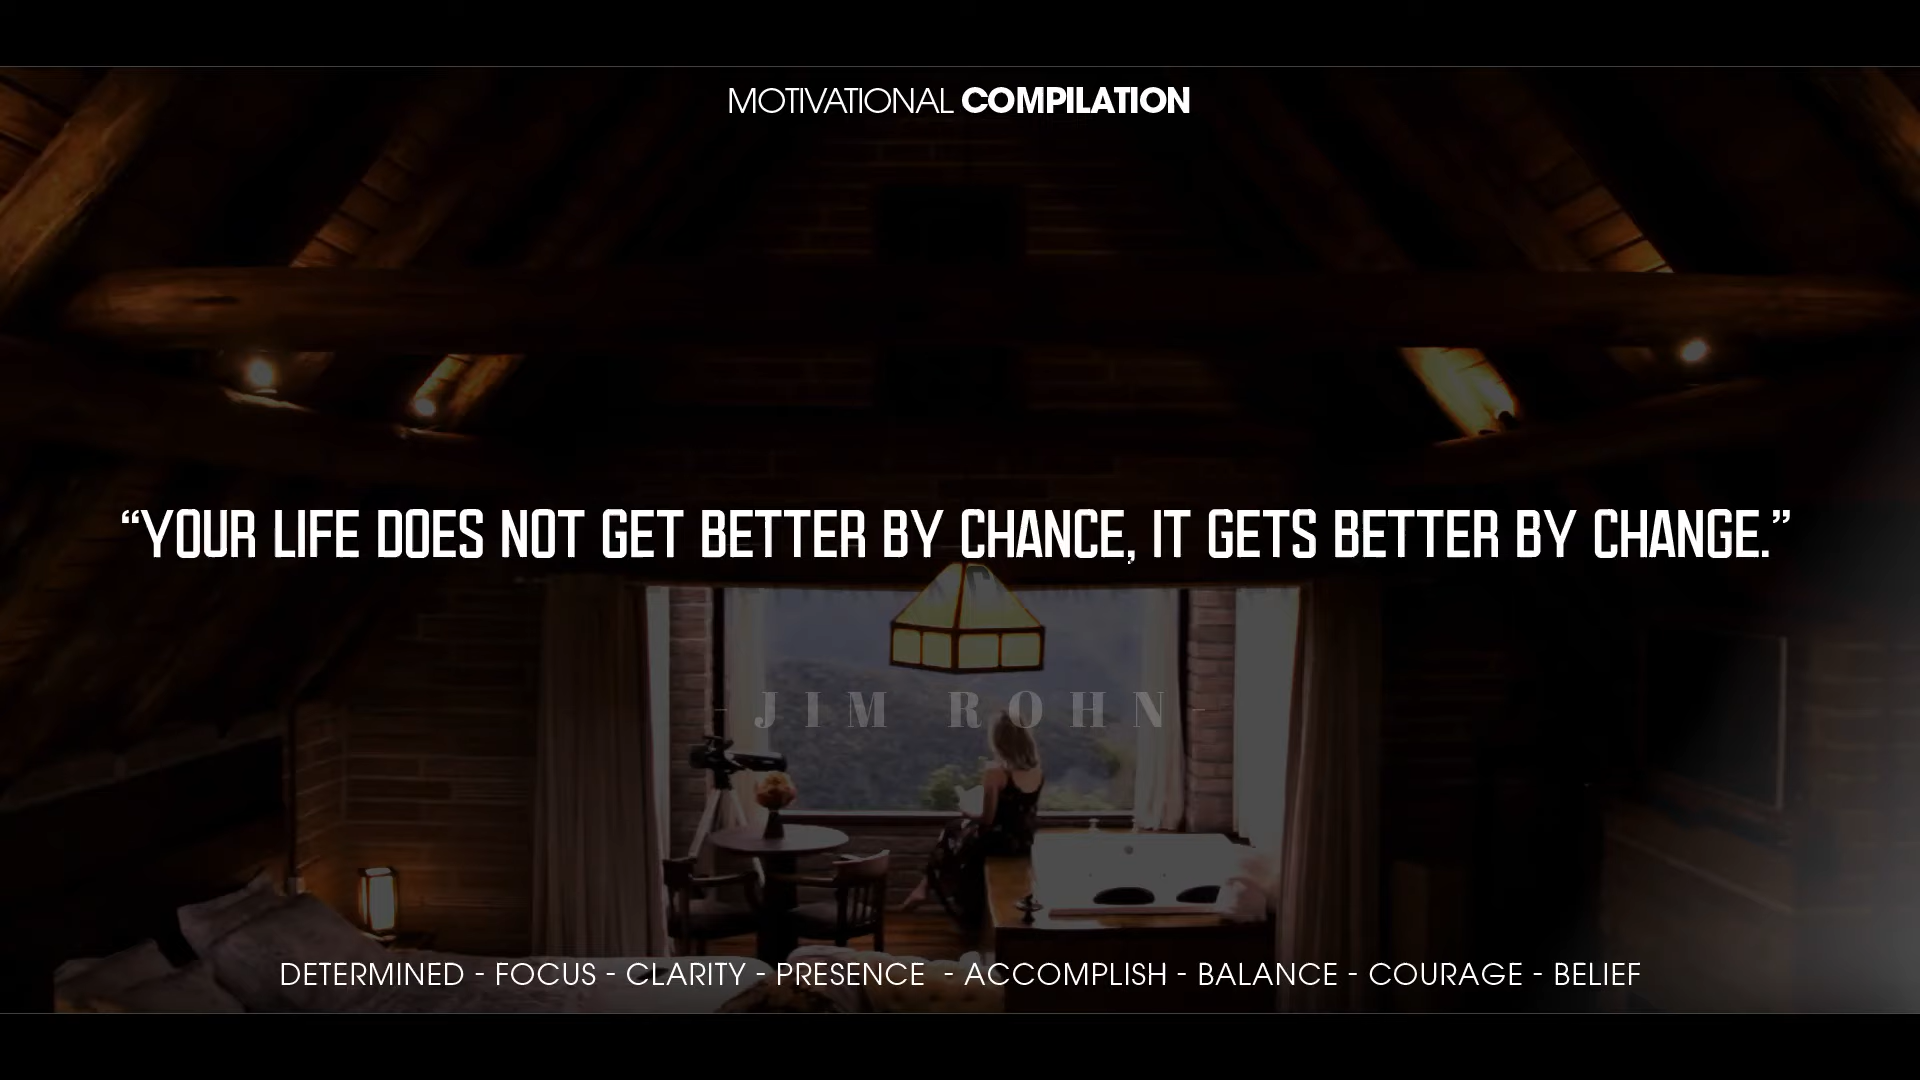 MOTIVATIONAL COMPILATION
“YOUR LIFE DOES NOT GET BETTER BY CHANCE, IT GETS BETTER BY CHANGE.”
- JIM ROHN -
DETERMINED - FOCUS - CLARITY - PRESENCE - ACCOMPLISH - BALANCE - COURAGE - BELIEF